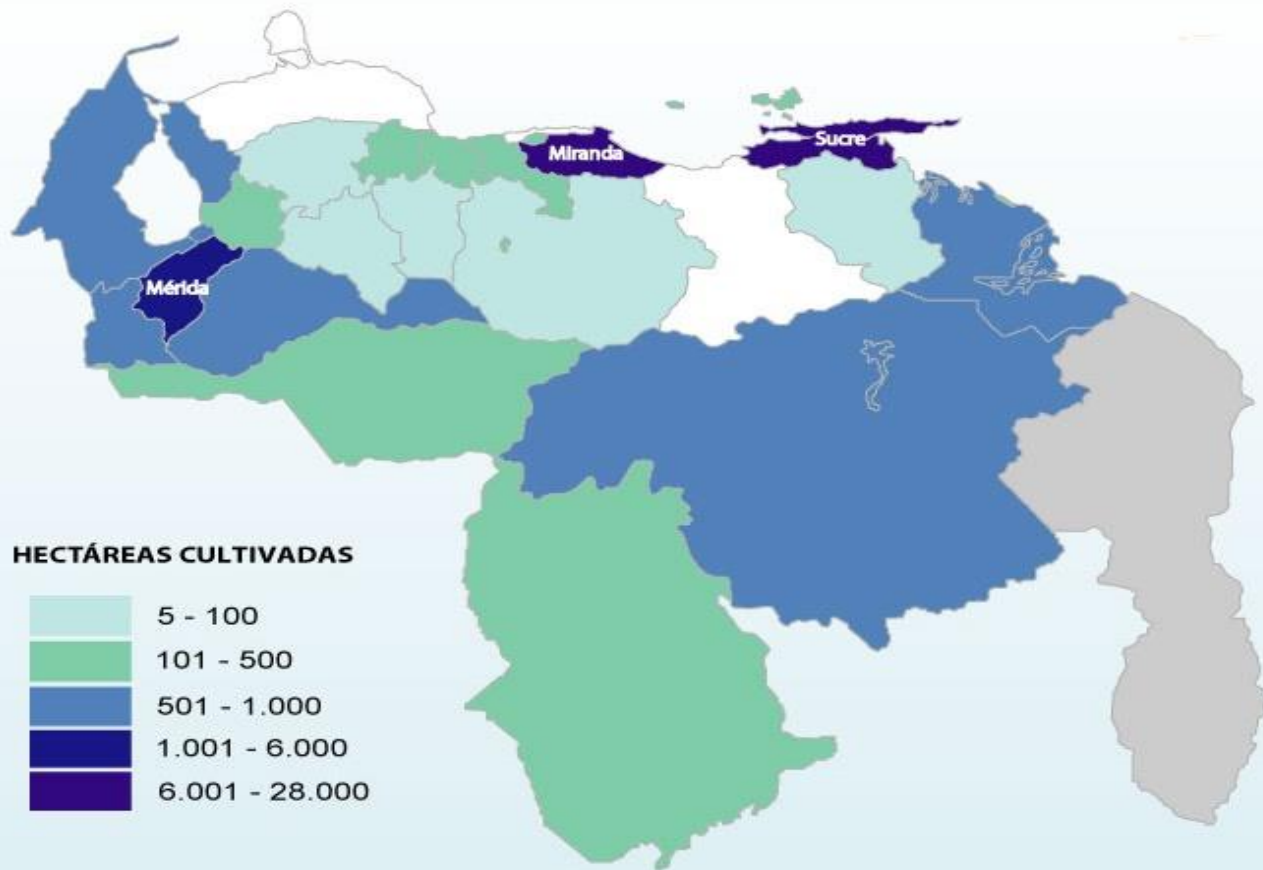 Miranda
Sucre
Mérida
HECTÁREAS CULTIVADAS
5 - 100
101 - 500
501 - 1.000
1.001 - 6.000
6.001 - 28.000